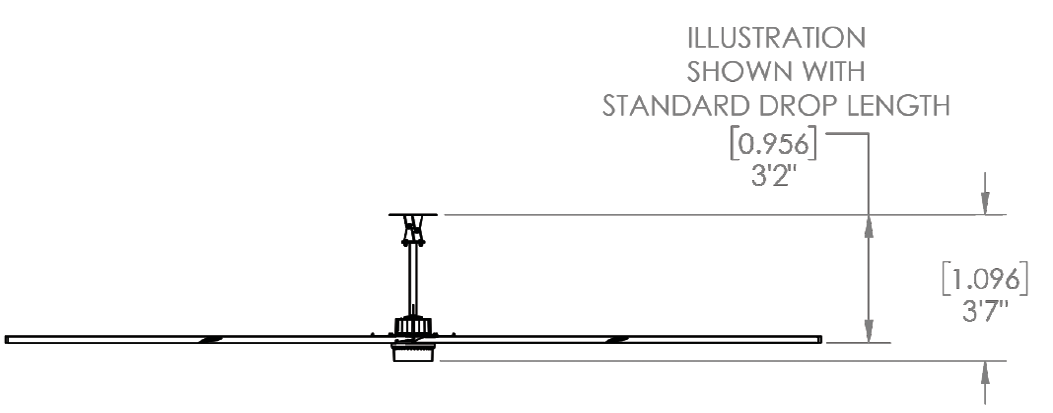 ILLUSTRATION
SHOWN WITH
STANDARD DROP LENGTH
[0.956]
3'2"
[1.096]
3'7"